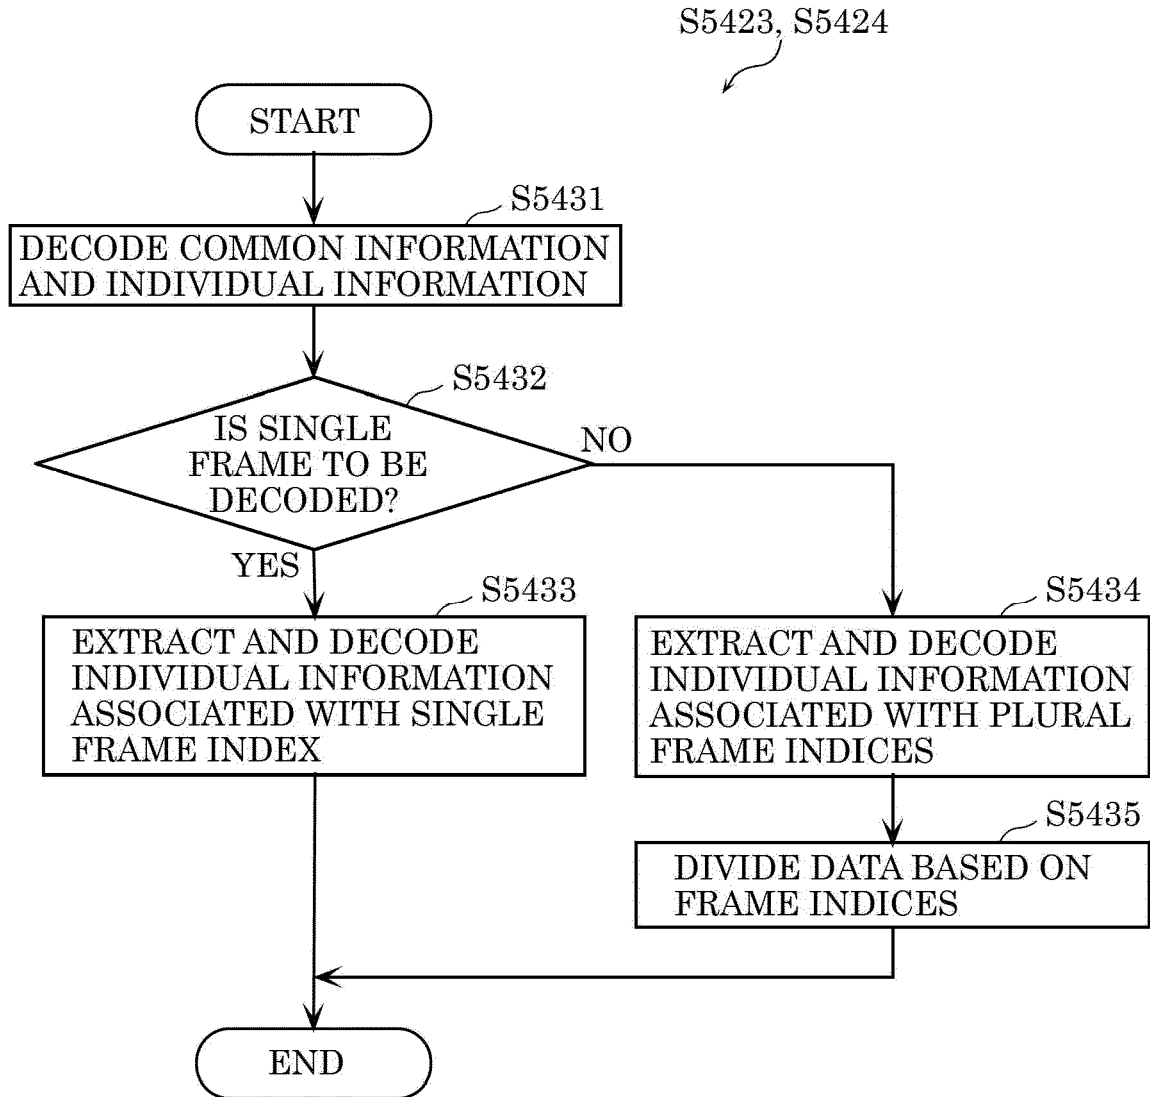 S5423, S5424
START
S5431
DECODE COMMON INFORMATION
AND INDIVIDUAL INFORMATION
S5432
IS SINGLE
FRAME TO BE
DECODED?
NO
YES
S5433
EXTRACT AND DECODE
INDIVIDUAL INFORMATION
ASSOCIATED WITH SINGLE
FRAME INDEX
S5434
EXTRACT AND DECODE
INDIVIDUAL INFORMATION
ASSOCIATED WITH PLURAL
FRAME INDICES
S5435
DIVIDE DATA BASED ON
FRAME INDICES
END